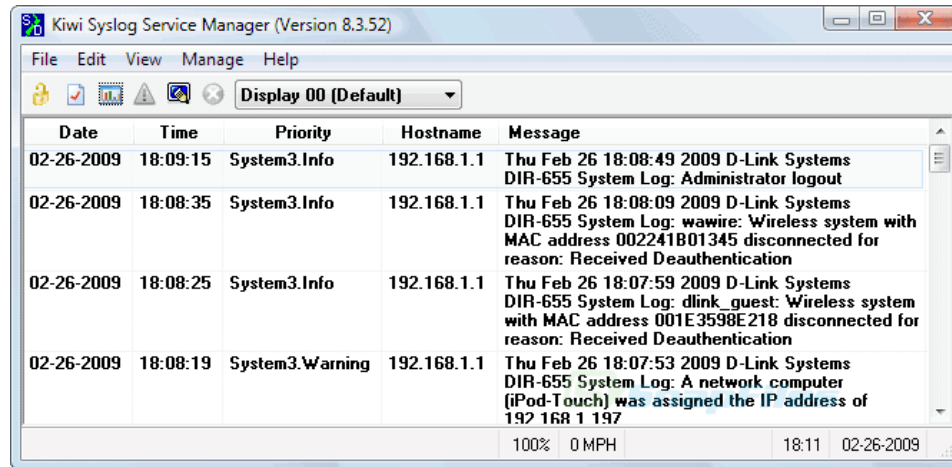 Kiwi Syslog Service Manager (Version 8.3.52)
File Edit View Manage Help
Display 00 (Default)
Date Time Priority Hostname Message
02-26-2009 18:09:15 System3.Info 192.168.1.1 Thu Feb 26 18:08:49 2009 D-Link Systems
DIR-655 System Log: Administrator logout
02-26-2009 18:08:35 System3.Info 192.168.1.1 Thu Feb 26 18:08:09 2009 D-Link Systems
DIR-655 System Log: wawire: Wireless system with
MAC address 002241B01345 disconnected for
reason: Received Deauthentication
02-26-2009 18:08:25 System3.Info 192.168.1.1 Thu Feb 26 18:07:59 2009 D-Link Systems
DIR-655 System Log: dlink_guest: Wireless system
with MAC address 001E3598E218 disconnected for
reason: Received Deauthentication
02-26-2009 18:08:19 System3.Warning 192.168.1.1 Thu Feb 26 18:07:53 2009 D-Link Systems
DIR-655 System Log: A network computer
(iPod-Touch) was assigned the IP address of
192.168.1.197
100% 0 MPH 18:11 02-26-2009